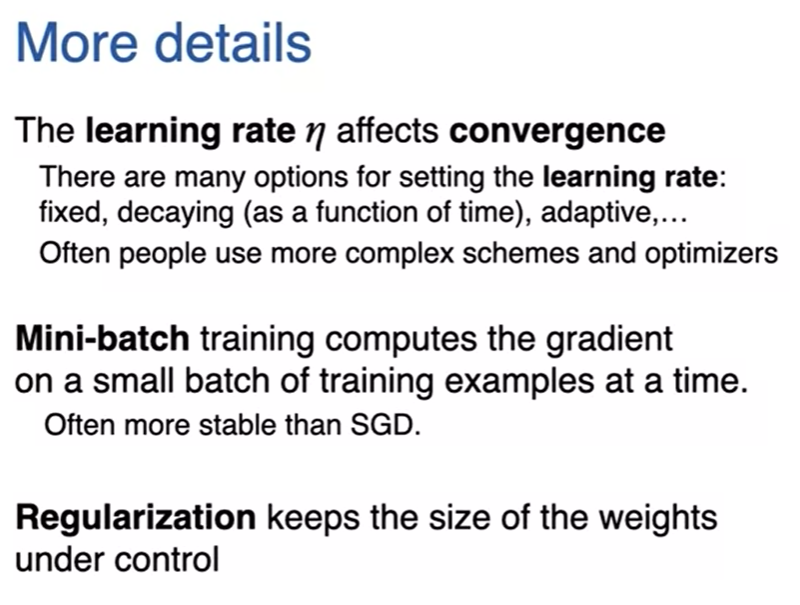 More details
The learning rate η affects convergence
There are many options for setting the learning rate:
fixed, decaying (as a function of time), adaptive,…
Often people use more complex schemes and optimizers
Mini-batch training computes the gradient
on a small batch of training examples at a time.
Often more stable than SGD.
Regularization keeps the size of the weights
under control